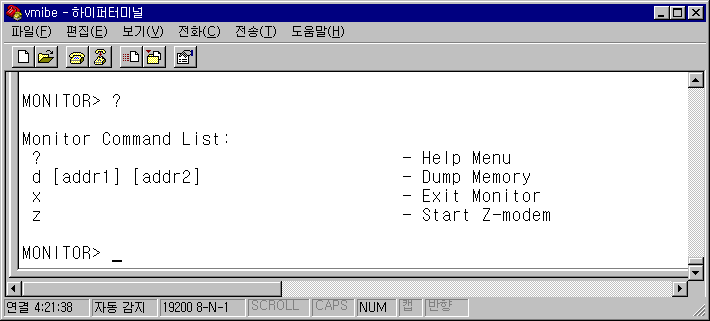 vmibe - 하이퍼터미널
파일(F) 편집(E) 보기(V) 전화(C) 전송(T) 도움말(H)
MONITOR> ?
Monitor Command List:
? - Help Menu
d [addr1] [addr2] - Dump Memory
x - Exit Monitor
z - Start Z-modem
MONITOR> _
연결 4:21:38 자동 감지 19200 8-N-1 SCROLL CAPS NUM 캡 반향